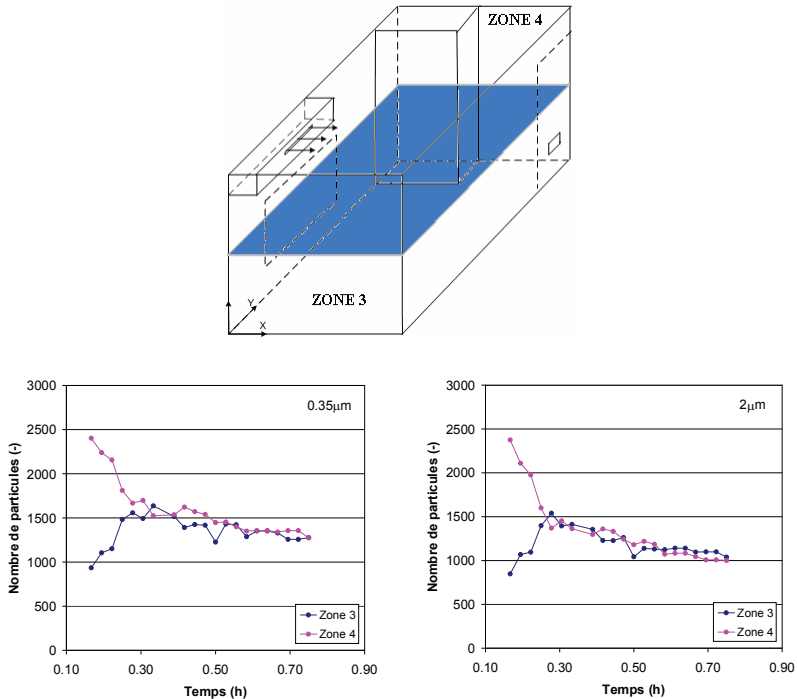 ZONE 4
ZONE 3
Y
X
0.35µm
Nombre de particules (-)
3000
2500
2000
1500
1000
500
0
0.10 0.30 0.50 0.70 0.90
Temps (h)
Zone 3
Zone 4
2µm
Nombre de particules (-)
3000
2500
2000
1500
1000
500
0
0.10 0.30 0.50 0.70 0.90
Temps (h)
Zone 3
Zone 4